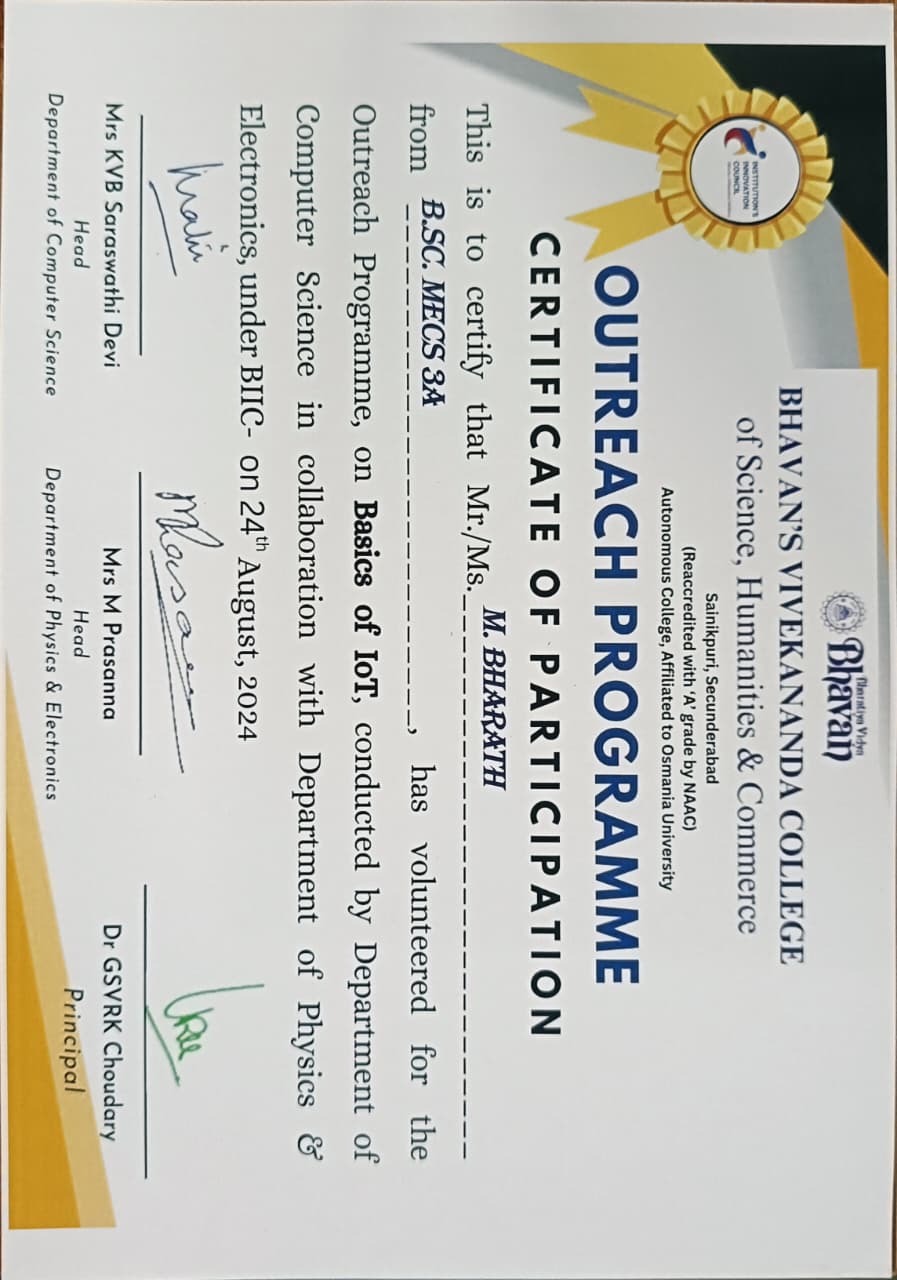 Bharatiya Vidya
Bhavan
BHAVAN'S VIVEKANANDA COLLEGE
of Science, Humanities & Commerce
Sainikpuri, Secunderabad
(Reaccredited with ‘A’ grade by NAAC)
Autonomous College, Affiliated to Osmania University
INSTITUTION'S
INNOVATION
COUNCIL
OUTREACH PROGRAMME
CERTIFICATE OF PARTICIPATION
This is to certify that Mr./Ms. M. BHARATH
from B.SC. MECS 3A, has volunteered for the
Outreach Programme, on Basics of IoT, conducted by Department of
Computer Science in collaboration with Department of Physics &
Electronics, under BIIC- on 24th August, 2024
Mrs KVB Saraswathi Devi
Head
Department of Computer Science
Mrs M Prasanna
Head
Department of Physics & Electronics
Dr GSVRK Choudary
Principal